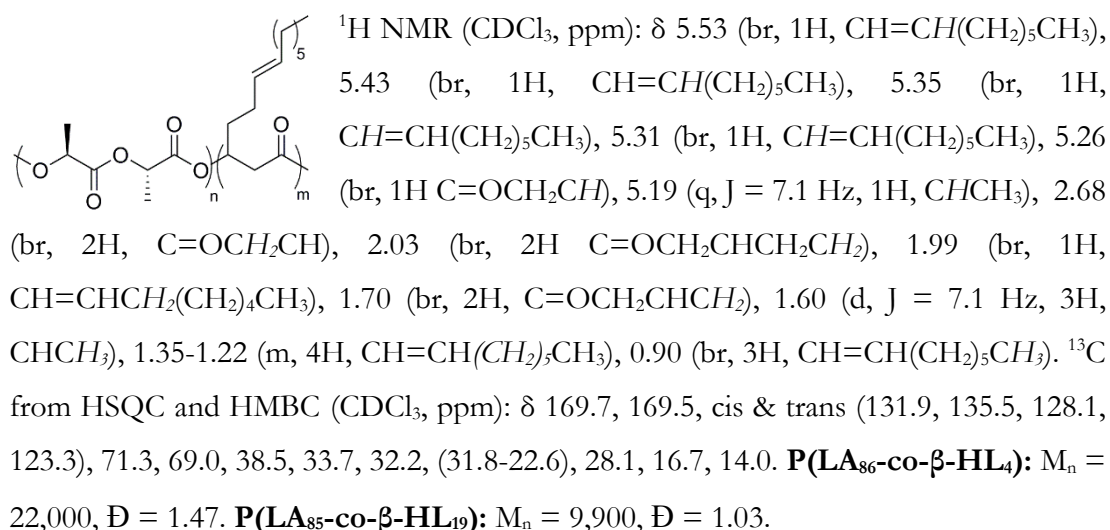 ¹H NMR (CDCl₃, ppm): δ 5.53 (br, 1H, CH=CH(CH₂)₅CH₃),
5.43 (br, 1H, CH=CH(CH₂)₅CH₃), 5.35 (br, 1H,
CH=CH(CH₂)₅CH₃), 5.31 (br, 1H, CH=CH(CH₂)₅CH₃), 5.26
(br, 1H C=OCH₂CH), 5.19 (q, J = 7.1 Hz, 1H, CHCH₃), 2.68
(br, 2H, C=OCH₂CH), 2.03 (br, 2H C=OCH₂CHCH₂CH₂), 1.99 (br, 1H,
CH=CHCH₂(CH₂)₄CH₃), 1.70 (br, 2H, C=OCH₂CHCH₂), 1.60 (d, J = 7.1 Hz, 3H,
CHCH₃), 1.35-1.22 (m, 4H, CH=CH(CH₂)₅CH₃), 0.90 (br, 3H, CH=CH(CH₂)₅CH₃). ¹³C
from HSQC and HMBC (CDCl₃, ppm): δ 169.7, 169.5, cis & trans (131.9, 135.5, 128.1,
123.3), 71.3, 69.0, 38.5, 33.7, 32.2, (31.8-22.6), 28.1, 16.7, 14.0. P(LA₈₆-co-β-HL₄): Mₙ =
22,000, Đ = 1.47. P(LA₈₅-co-β-HL₁₉): Mₙ = 9,900, Đ = 1.03.
5
O
O
O
O
O
O
n
m